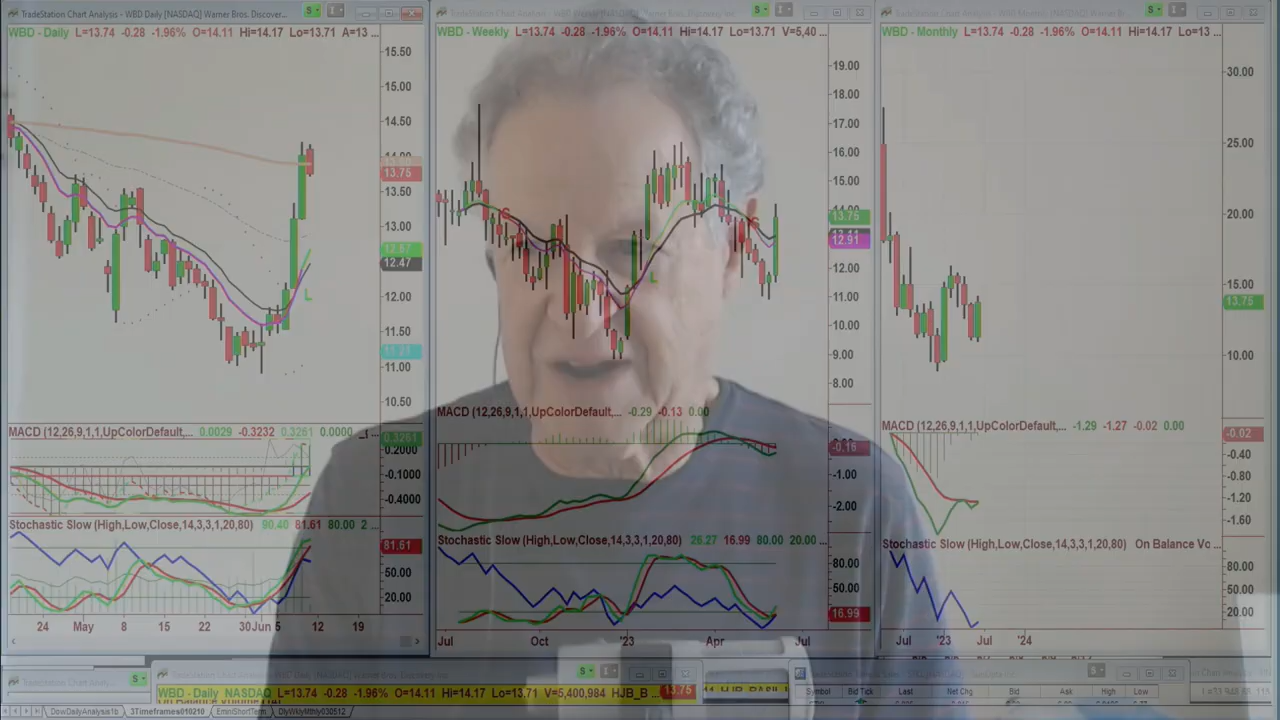 TradeStation Chart Analysis - WBD Daily [NASDAQ] Warner Bros. Discover...
WBD - Daily L=13.74 -0.28 -1.96% O=14.11 Hi=14.17 Lo=13.71 A=13 ...
15.50
15.00
14.50
13.75
13.50
13.00
12.67
12.47
12.00
11.50
11.00
10.50
MACD (12,26,9,1,1,UpColorDefault,... 0.0029 -0.3232 0.3261 0.0000
0.3261
0.2000
-0.1000
-0.4000
Stochastic Slow (High,Low,Close,14,3,3,1,20,80) 90.40 81.61 80.00 2 ...
81.61
50.00
20.00
24 May 8 15 22 30 Jun 5 12 19
WBD - Weekly L=13.74 -0.28 -1.96% O=14.11 Hi=14.17 Lo=13.71 V=5,40 ...
19.00
18.00
17.00
16.00
15.00
13.75
12.91
12.00
11.00
10.00
9.00
8.00
S
L
S
L
MACD (12,26,9,1,1,UpColorDefault,... -0.29 -0.13 0.00
-0.16
-1.00
-2.00
Stochastic Slow (High,Low,Close,14,3,3,1,20,80) 26.27 16.99 80.00 20.00 ...
80.00
50.00
16.99
Jul Oct '23 Apr Jul
WBD - Monthly L=13.74 -0.28 -1.96% O=14.11 Hi=14.17 Lo=13 ...
30.00
25.00
20.00
15.00
13.75
10.00
MACD (12,26,9,1,1,UpColorDefault,... -1.29 -1.27 -0.02 0.00
-0.02
-0.40
-0.80
-1.20
-1.60
Stochastic Slow (High,Low,Close,14,3,3,1,20,80) On Balance Vo ...
80.00
50.00
20.00
Jul '23 Jul '24
WBD - Daily NASDAQ L=13.74 -0.28 -1.96% O=14.11 Hi=14.17 Lo=13.71 V=5,400,984 HJB_B ...
13.75
Symbol Bid Tick Last Net Chg Bid Ask High Low
DowDailyAnalysis1b 3Timeframes010210 EminiShortTerm DlyWklyMthly030512